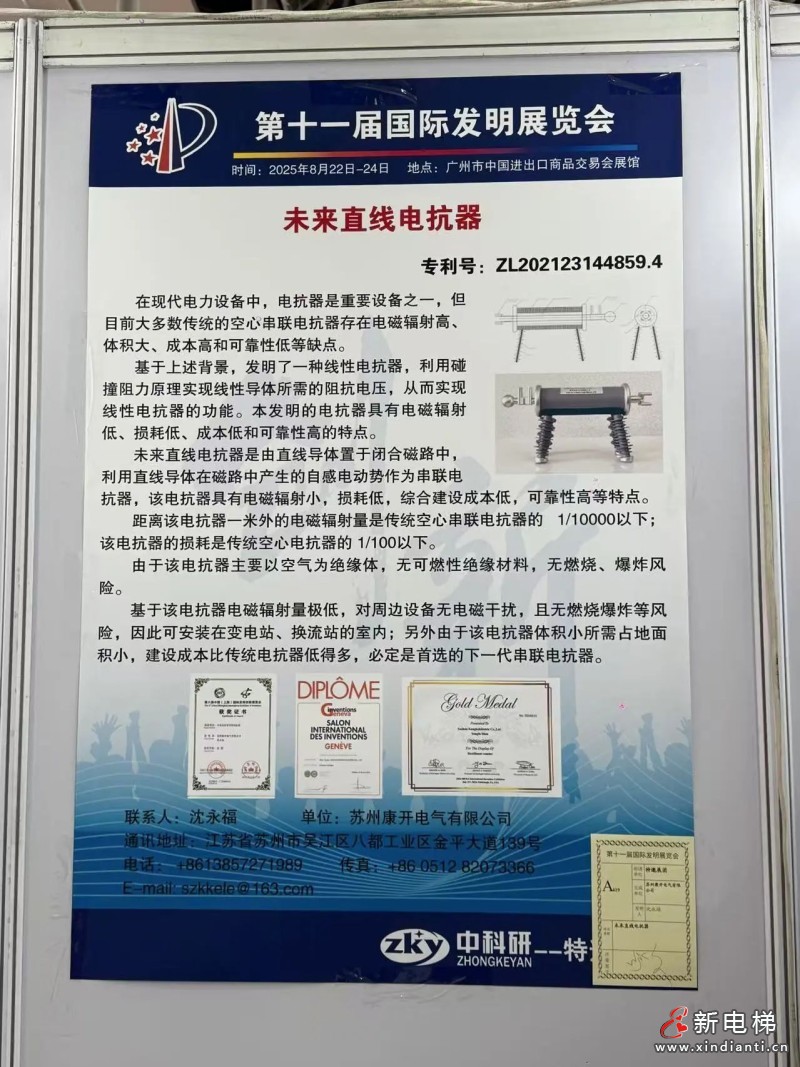 第十一届国际发明展览会
时间：2025年8月22日-24日 地点：广州市中国进出口商品交易会展馆
未来直线电抗器
专利号：ZL202123144859.4
在现代电力设备中，电抗器是重要设备之一，但
目前大多数传统的空心串联电抗器存在电磁辐射高、
体积大、成本高和可靠性低等缺点。
基于上述背景，发明了一种线性电抗器，利用碰
撞阻力原理实现线性导体所需的阻抗电压，从而实现
线性电抗器的功能。本发明的电抗器具有电磁辐射
低、损耗低、成本低和可靠性高的特点。
未来直线电抗器是由直线导体置于闭合磁路中，
利用直线导体在磁路中产生的自感电动势作为串联电
抗器，该电抗器具有电磁辐射小，损耗低，综合建设成本低，可靠性高等特点。
距离该电抗器一米外的电磁辐射量是传统空心串联电抗器的 1/10000以下；
该电抗器的损耗是传统空心电抗器的 1/100以下。
由于该电抗器主要以空气为绝缘体，无可燃性绝缘材料，无燃烧、爆炸风
险。
基于该电抗器电磁辐射量极低，对周边设备无电磁干扰，且无燃烧爆炸等风
险，因此可安装在变电站、换流站的室内；另外由于该电抗器体积小所需占地面
积小，建设成本比传统电抗器低得多，必定是首选的下一代串联电抗器。
获奖证书
DIPLÔME
inventions
Geneva
SALON
INTERNATIONAL
DES INVENTIONS
GENÈVE
Gold Medal
联系人：沈永福 单位：苏州康开电气有限公司
通讯地址：江苏省苏州市吴江区八都工业区金平大道139号
电话：+8613857271989 传真：+86 0512 82073366
E-mail: szkkele@163.com
zky 中科研--特
ZHONGKEYAN
第十一届国际发明展览会
未来直线电抗器
新电梯
www.xindianti.cn